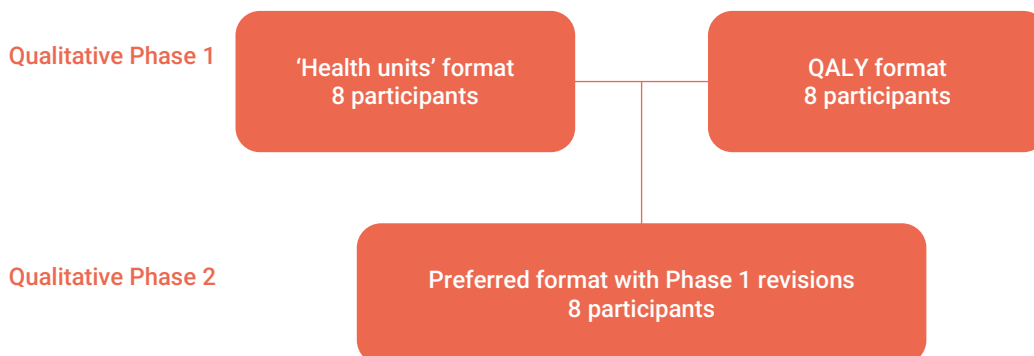 Qualitative Phase 1
‘Health units’ format
8 participants
QALY format
8 participants
Qualitative Phase 2
Preferred format with Phase 1 revisions
8 participants